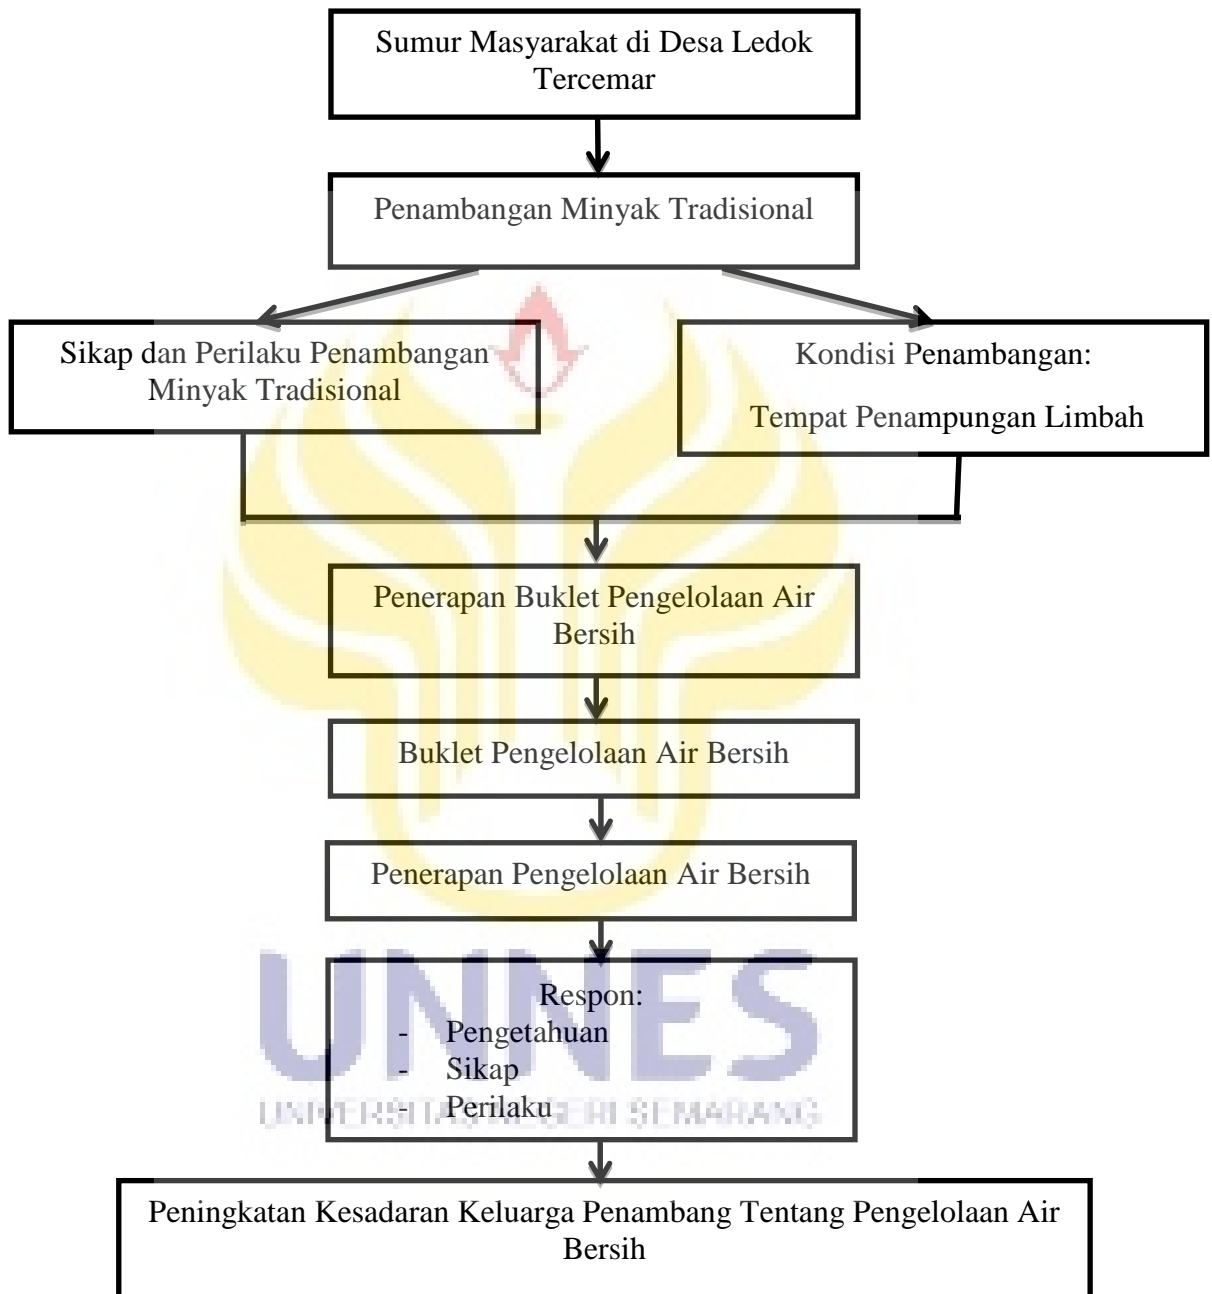 Sumur Masyarakat di Desa Ledok
Tercemar
Penambangan Minyak Tradisional
Sikap dan Perilaku Penambangan
Minyak Tradisional
Kondisi Penambangan:
Tempat Penampungan Limbah
Penerapan Buklet Pengelolaan Air
Bersih
Buklet Pengelolaan Air Bersih
Penerapan Pengelolaan Air Bersih
Respon:
- Pengetahuan
- Sikap
- Perilaku
UNNES
UNIVERSITAS NEGERI SEMARANG
Peningkatan Kesadaran Keluarga Penambang Tentang Pengelolaan Air
Bersih